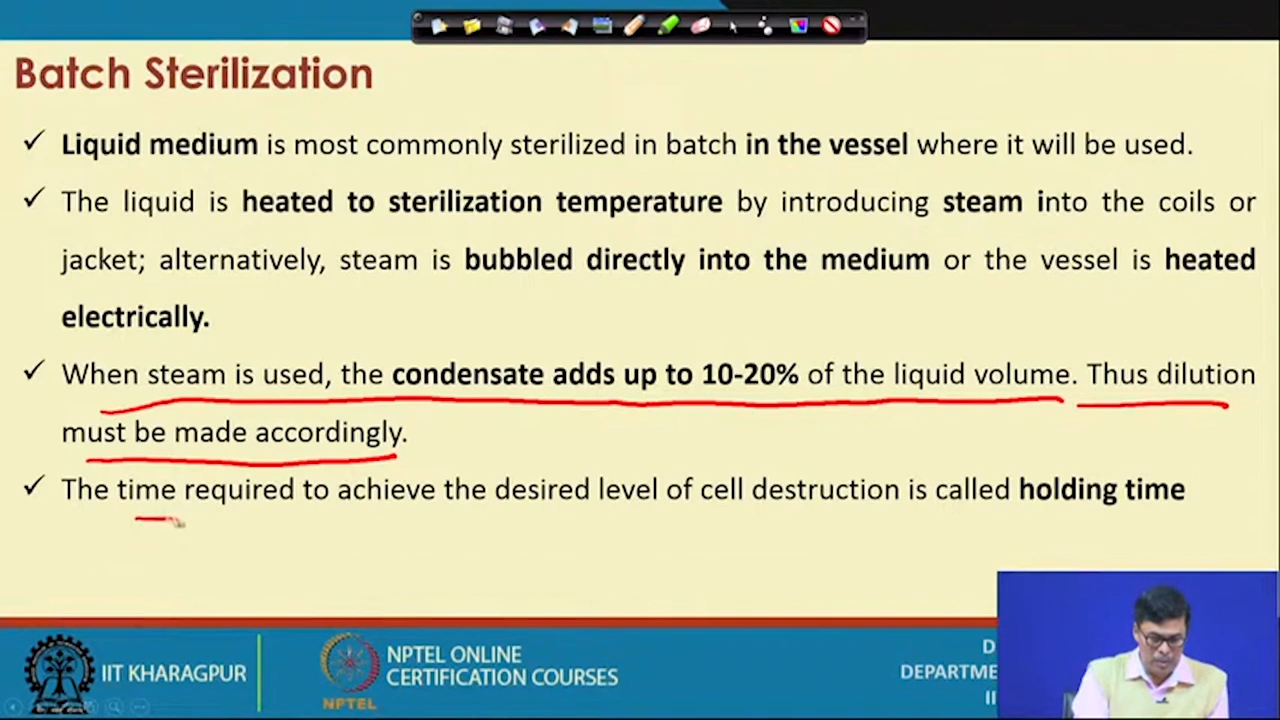 Batch Sterilization
✓ Liquid medium is most commonly sterilized in batch in the vessel where it will be used.
✓ The liquid is heated to sterilization temperature by introducing steam into the coils or
jacket; alternatively, steam is bubbled directly into the medium or the vessel is heated
electrically.
✓ When steam is used, the condensate adds up to 10-20% of the liquid volume. Thus dilution
must be made accordingly.
✓ The time required to achieve the desired level of cell destruction is called holding time
IIT KHARAGPUR
NPTEL
NPTEL ONLINE
CERTIFICATION COURSES
D
DEPARTME
II